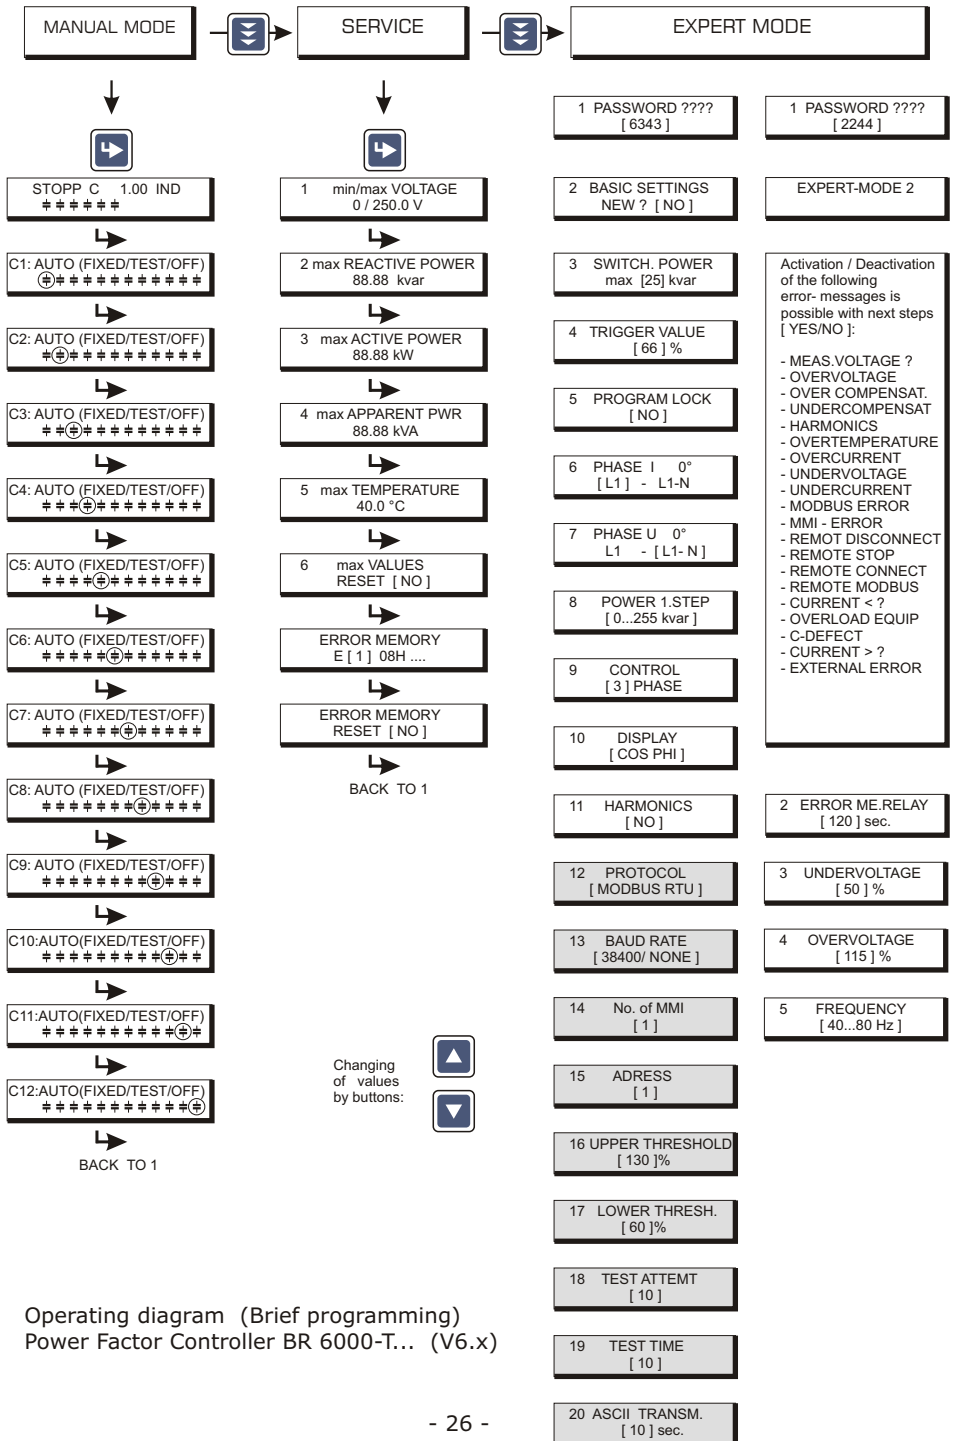 MANUAL MODE
SERVICE
EXPERT MODE
STOPP C 1.00 IND
C1: AUTO (FIXED/TEST/OFF)
C2: AUTO (FIXED/TEST/OFF)
C3: AUTO (FIXED/TEST/OFF)
C4: AUTO (FIXED/TEST/OFF)
C5: AUTO (FIXED/TEST/OFF)
C6: AUTO (FIXED/TEST/OFF)
C7: AUTO (FIXED/TEST/OFF)
C8: AUTO (FIXED/TEST/OFF)
C9: AUTO (FIXED/TEST/OFF)
C10:AUTO(FIXED/TEST/OFF)
C11:AUTO(FIXED/TEST/OFF)
C12:AUTO(FIXED/TEST/OFF)
BACK TO 1
1 min/max VOLTAGE
0 / 250.0 V
2 max REACTIVE POWER
88.88 kvar
3 max ACTIVE POWER
88.88 kW
4 max APPARENT PWR
88.88 kVA
5 max TEMPERATURE
40.0 °C
6 max VALUES
RESET [ NO ]
ERROR MEMORY
E [ 1 ] 08H ....
ERROR MEMORY
RESET [ NO ]
BACK TO 1
Changing
of values
by buttons:
1 PASSWORD ????
[ 6343 ]
2 BASIC SETTINGS
NEW ? [ NO ]
3 SWITCH. POWER
max [25] kvar
4 TRIGGER VALUE
[ 66 ] %
5 PROGRAM LOCK
[ NO ]
6 PHASE I 0°
[ L1 ] - L1-N
7 PHASE U 0°
L1 - [ L1- N ]
8 POWER 1.STEP
[ 0...255 kvar ]
9 CONTROL
[ 3 ] PHASE
10 DISPLAY
[ COS PHI ]
11 HARMONICS
[ NO ]
12 PROTOCOL
[ MODBUS RTU ]
13 BAUD RATE
[ 38400/ NONE ]
14 No. of MMI
[ 1 ]
15 ADRESS
[ 1 ]
16 UPPER THRESHOLD
[ 130 ]%
17 LOWER THRESH.
[ 60 ]%
18 TEST ATTEMT
[ 10 ]
19 TEST TIME
[ 10 ]
20 ASCII TRANSM.
[ 10 ] sec.
1 PASSWORD ????
[ 2244 ]
EXPERT-MODE 2
Activation / Deactivation
of the following
error- messages is
possible with next steps
[ YES/NO ]:
- MEAS.VOLTAGE ?
- OVERVOLTAGE
- OVER COMPENSAT.
- UNDERCOMPENSAT
- HARMONICS
- OVERTEMPERATURE
- OVERCURRENT
- UNDERVOLTAGE
- UNDERCURRENT
- MODBUS ERROR
- MMI - ERROR
- REMOT DISCONNECT
- REMOTE STOP
- REMOTE CONNECT
- REMOTE MODBUS
- CURRENT < ?
- OVERLOAD EQUIP
- C-DEFECT
- CURRENT > ?
- EXTERNAL ERROR
2 ERROR ME.RELAY
[ 120 ] sec.
3 UNDERVOLTAGE
[ 50 ] %
4 OVERVOLTAGE
[ 115 ] %
5 FREQUENCY
[ 40...80 Hz ]
Operating diagram (Brief programming)
Power Factor Controller BR 6000-T... (V6.x)
- 26 -